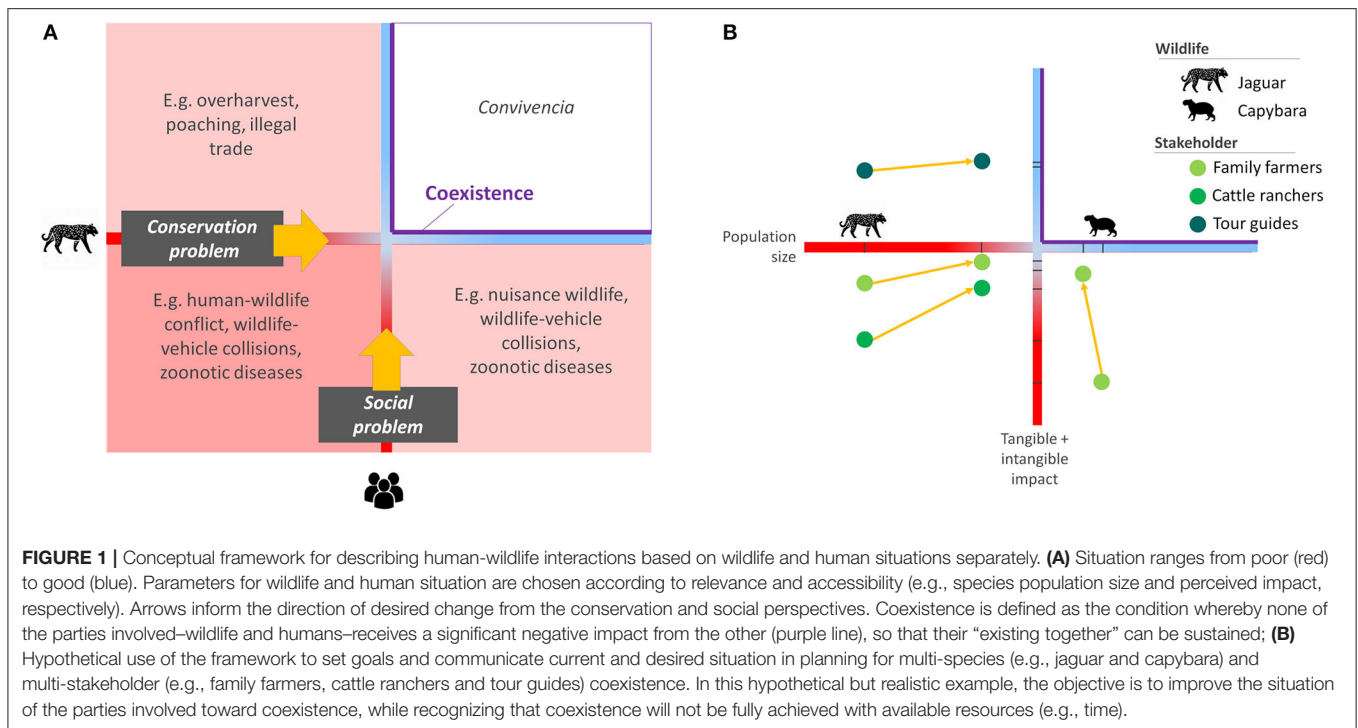 A
E.g. overharvest,
poaching, illegal
trade
Convivencia
Coexistence
Conservation
problem
E.g. human-wildlife
conflict, wildlife-
vehicle collisions,
zoonotic diseases
E.g. nuisance wildlife,
wildlife-vehicle
collisions,
zoonotic diseases
Social
problem
B
Wildlife
Jaguar
Capybara
Stakeholder
Family farmers
Cattle ranchers
Tour guides
Population
size
Tangible +
intangible
impact
FIGURE 1 | Conceptual framework for describing human-wildlife interactions based on wildlife and human situations separately. (A) Situation ranges from poor (red)
to good (blue). Parameters for wildlife and human situation are chosen according to relevance and accessibility (e.g., species population size and perceived impact,
respectively). Arrows inform the direction of desired change from the conservation and social perspectives. Coexistence is defined as the condition whereby none of
the parties involved–wildlife and humans–receives a significant negative impact from the other (purple line), so that their “existing together” can be sustained; (B)
Hypothetical use of the framework to set goals and communicate current and desired situation in planning for multi-species (e.g., jaguar and capybara) and
multi-stakeholder (e.g., family farmers, cattle ranchers and tour guides) coexistence. In this hypothetical but realistic example, the objective is to improve the situation
of the parties involved toward coexistence, while recognizing that coexistence will not be fully achieved with available resources (e.g., time).